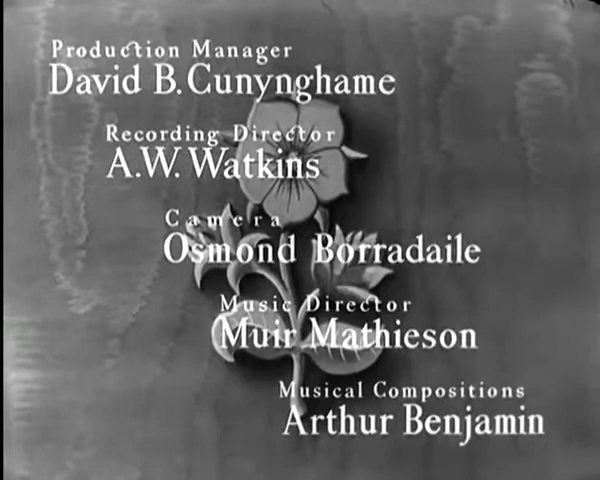 Production Manager
David B. Cunynghame
Recording Director
A.W. Watkins
Camera
Osmond Borradaile
Music Director
Muir Mathieson
Musical Compositions
Arthur Benjamin